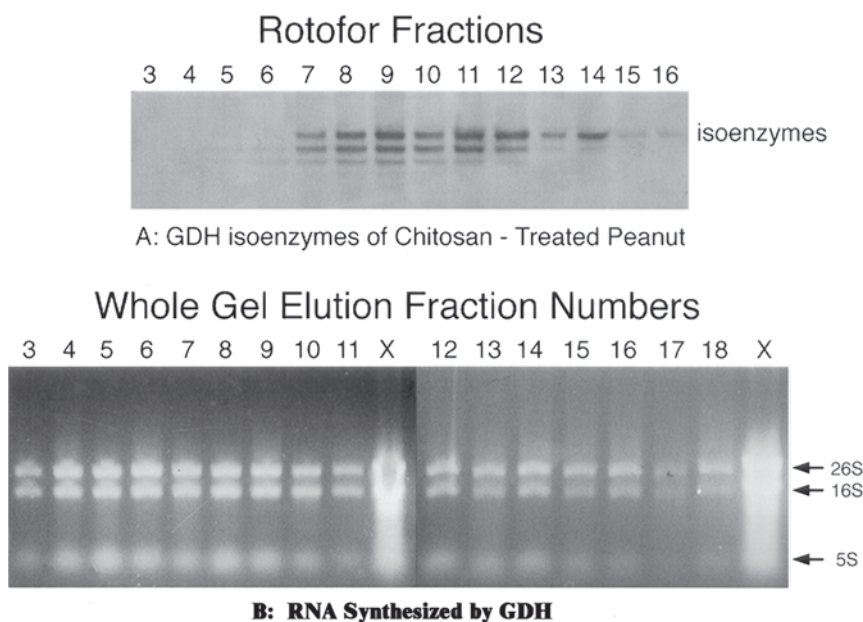 Rotofor Fractions
3 4 5 6 7 8 9 10 11 12 13 14 15 16
isoenzymes
A: GDH isoenzymes of Chitosan - Treated Peanut
Whole Gel Elution Fraction Numbers
3 4 5 6 7 8 9 10 11 X 12 13 14 15 16 17 18 X
26S
16S
5S
B: RNA Synthesized by GDH